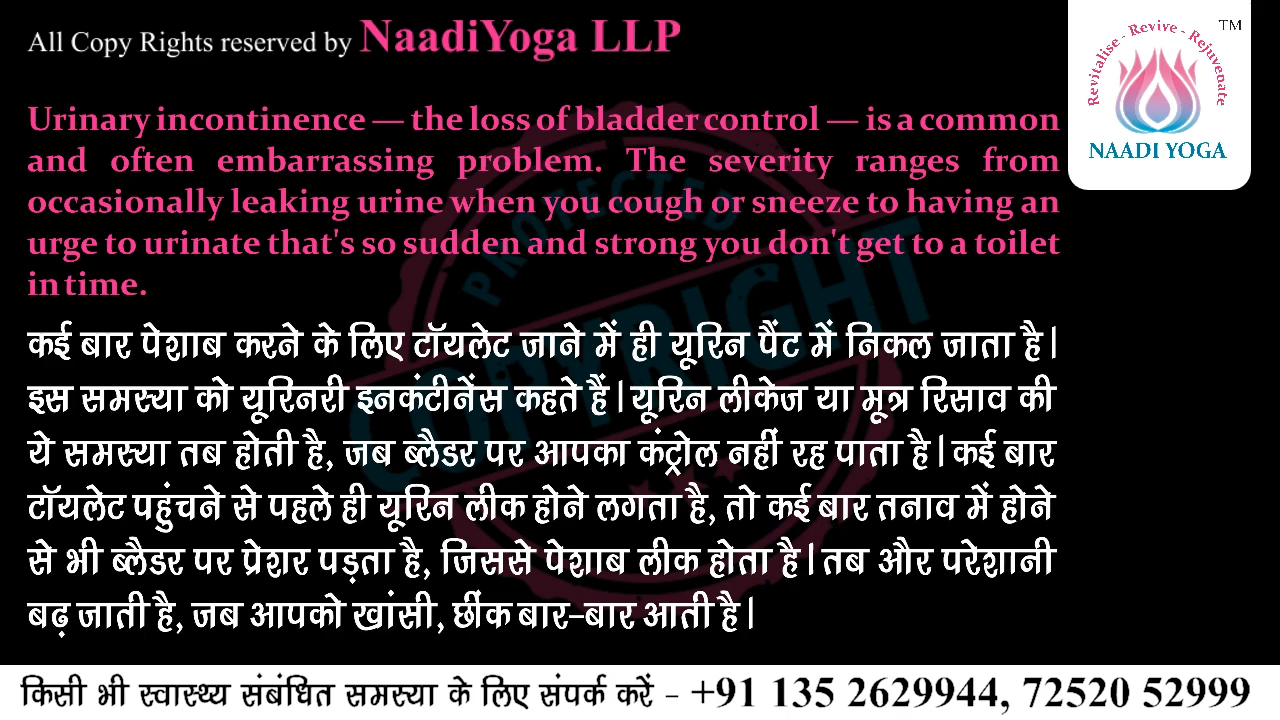 All Copy Rights reserved by NaadiYoga LLP
Revitalise - Revive - Rejuvenate
TM
NAADI YOGA
Urinary incontinence — the loss of bladder control — is a common
and often embarrassing problem. The severity ranges from
occasionally leaking urine when you cough or sneeze to having an
urge to urinate that's so sudden and strong you don't get to a toilet
in time.
PROTECTED
COPYRIGHT
कई बार पेशाब करने के लिए टॉयलेट जाने में ही यूरिन पैंट में निकल जाता है।
इस समस्या को यूरिनरी इनकंटीनेंस कहते हैं। यूरिन लीकेज या मूत्र रिसाव की
ये समस्या तब होती है, जब ब्लैडर पर आपका कंट्रोल नहीं रह पाता है। कई बार
टॉयलेट पहुंचने से पहले ही यूरिन लीक होने लगता है, तो कई बार तनाव में होने
से भी ब्लैडर पर प्रेशर पड़ता है, जिससे पेशाब लीक होता है। तब और परेशानी
बढ़ जाती है, जब आपको खांसी, छींक बार-बार आती है।
किसी भी स्वास्थ्य संबंधित समस्या के लिए संपर्क करें - +91 135 2629944, 72520 52999